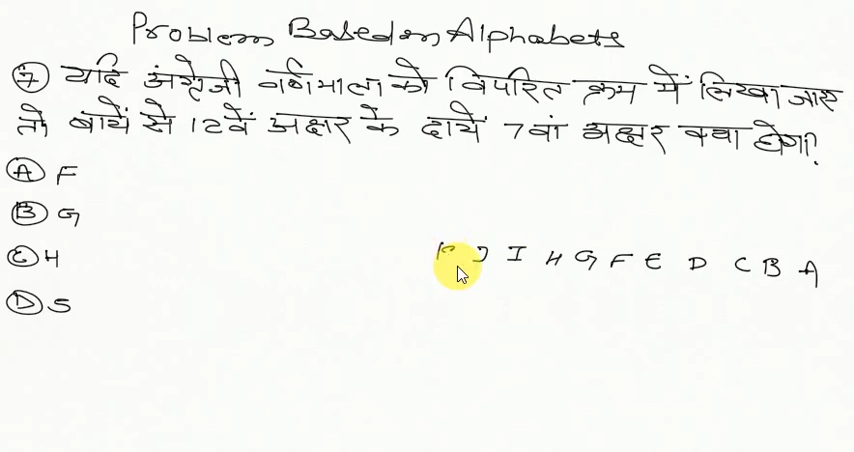 Problem Based on Alphabets
⑦ यदि अंग्रेजी वर्णमाला को विपरित क्रम में लिखा जाए
तो बायें से 12वें अक्षर के दायें 7वां अक्षर क्या होगा?
Ⓐ F
Ⓑ G
Ⓒ H
Ⓓ S
K J I H G F E D C B A